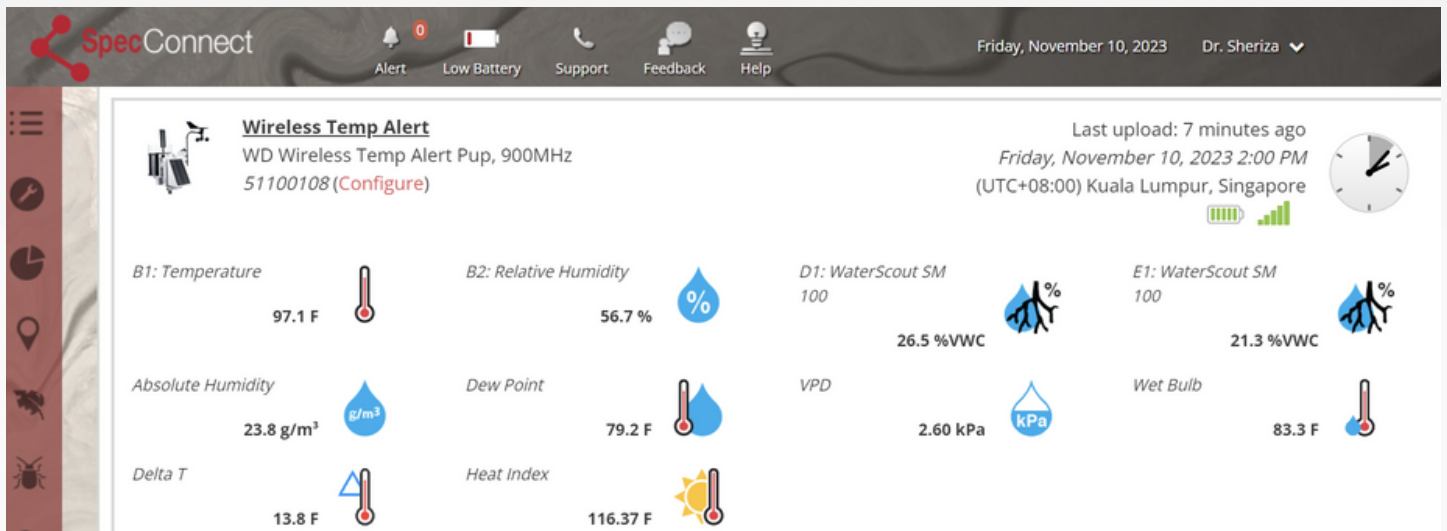 SpecConnect
0
Alert
Low Battery
Support
Feedback
Help
Friday, November 10, 2023
Dr. Sheriza
Wireless Temp Alert
WD Wireless Temp Alert Pup, 900MHz
51100108 (Configure)
Last upload: 7 minutes ago
Friday, November 10, 2023 2:00 PM
(UTC+08:00) Kuala Lumpur, Singapore
B1: Temperature
97.1 F
B2: Relative Humidity
%
56.7 %
D1: WaterScout SM
100
%
26.5 %VWC
E1: WaterScout SM
100
%
21.3 %VWC
Absolute Humidity
g/m³
23.8 g/m³
Dew Point
79.2 F
VPD
kPa
2.60 kPa
Wet Bulb
83.3 F
Delta T
13.8 F
Heat Index
116.37 F